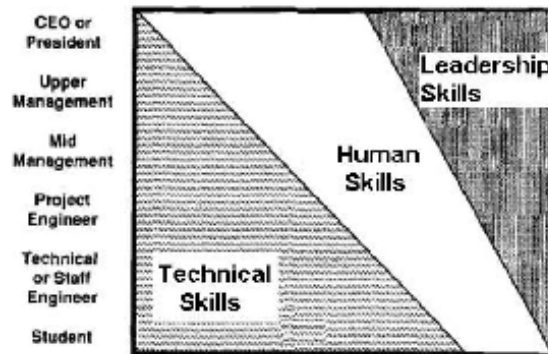 CEO or
President
Upper
Management
Mid
Management
Project
Engineer
Technical
or Staff
Engineer
Student
Leadership
Skills
Human
Skills
Technical
Skills